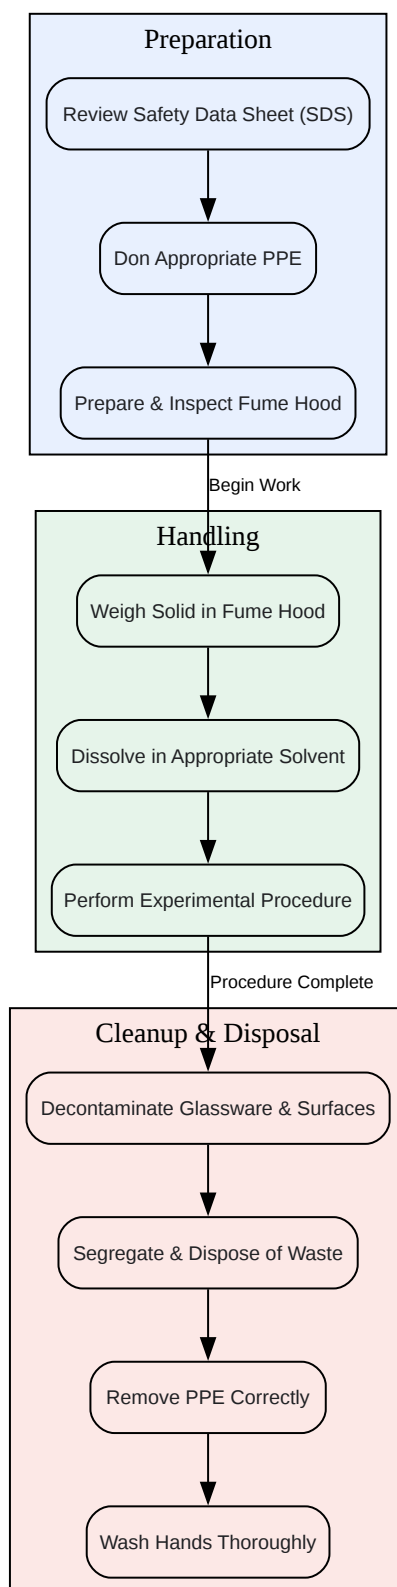 Preparation
Review Safety Data Sheet (SDS)
Don Appropriate PPE
Prepare & Inspect Fume Hood
Begin Work
Handling
Weigh Solid in Fume Hood
Dissolve in Appropriate Solvent
Perform Experimental Procedure
Procedure Complete
Cleanup & Disposal
Decontaminate Glassware & Surfaces
Segregate & Dispose of Waste
Remove PPE Correctly
Wash Hands Thoroughly